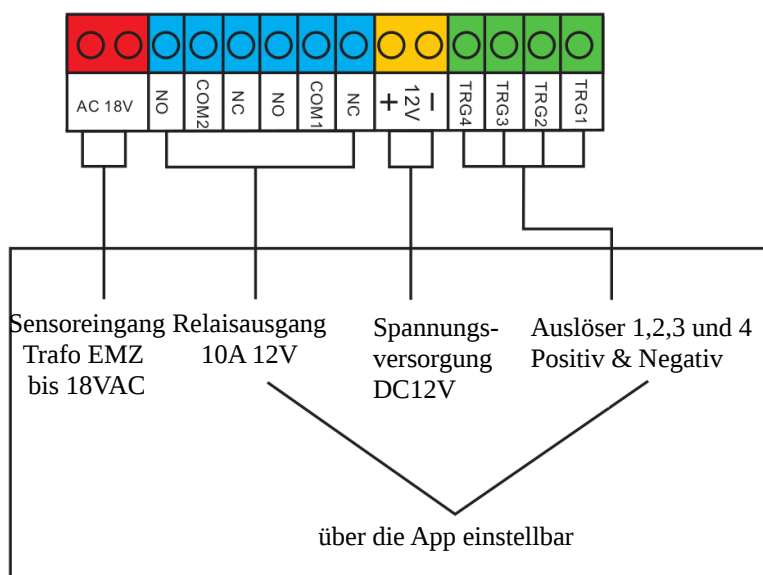 AC 18V
NO
COM2
NC
NO
COM1
NC
+ 12V −
TRG4
TRG3
TRG2
TRG1
Sensoreingang
Trafo EMZ
bis 18VAC
Relaisausgang
10A 12V
Spannungs-
versorgung
DC12V
Auslöser 1,2,3 und 4
Positiv & Negativ
über die App einstellbar